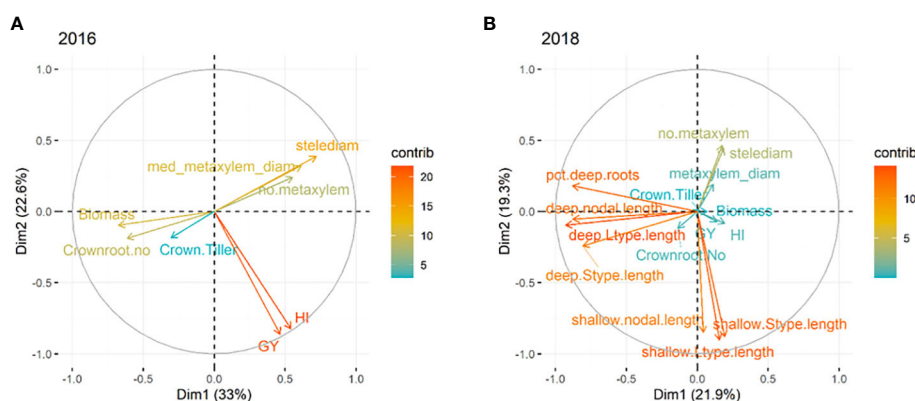 A
2016
1.0
0.5
0.0
-0.5
-1.0
Dim2 (22.6%)
-1.0
-0.5
0.0
0.5
1.0
Dim1 (33%)
stelediam
med_metaxylem_diam
no.metaxylem
Biomass
Crownroot.no
Crown.Tiller
HI
GY
contrib
20
15
10
5
B
2018
1.0
0.5
0.0
-0.5
-1.0
Dim2 (19.3%)
-1.0
-0.5
0.0
0.5
1.0
Dim1 (21.9%)
no.metaxylem
stelediam
pct.deep.roots
metaxylem_diam
Crown.Tiller
deep.nodal.length
Biomass
deep.Ltype.length
GY
HI
Crownroot.No
deep.Stype.length
shallow.nodal.length
shallow.Stype.length
shallow.Ltype.length
contrib
10
5